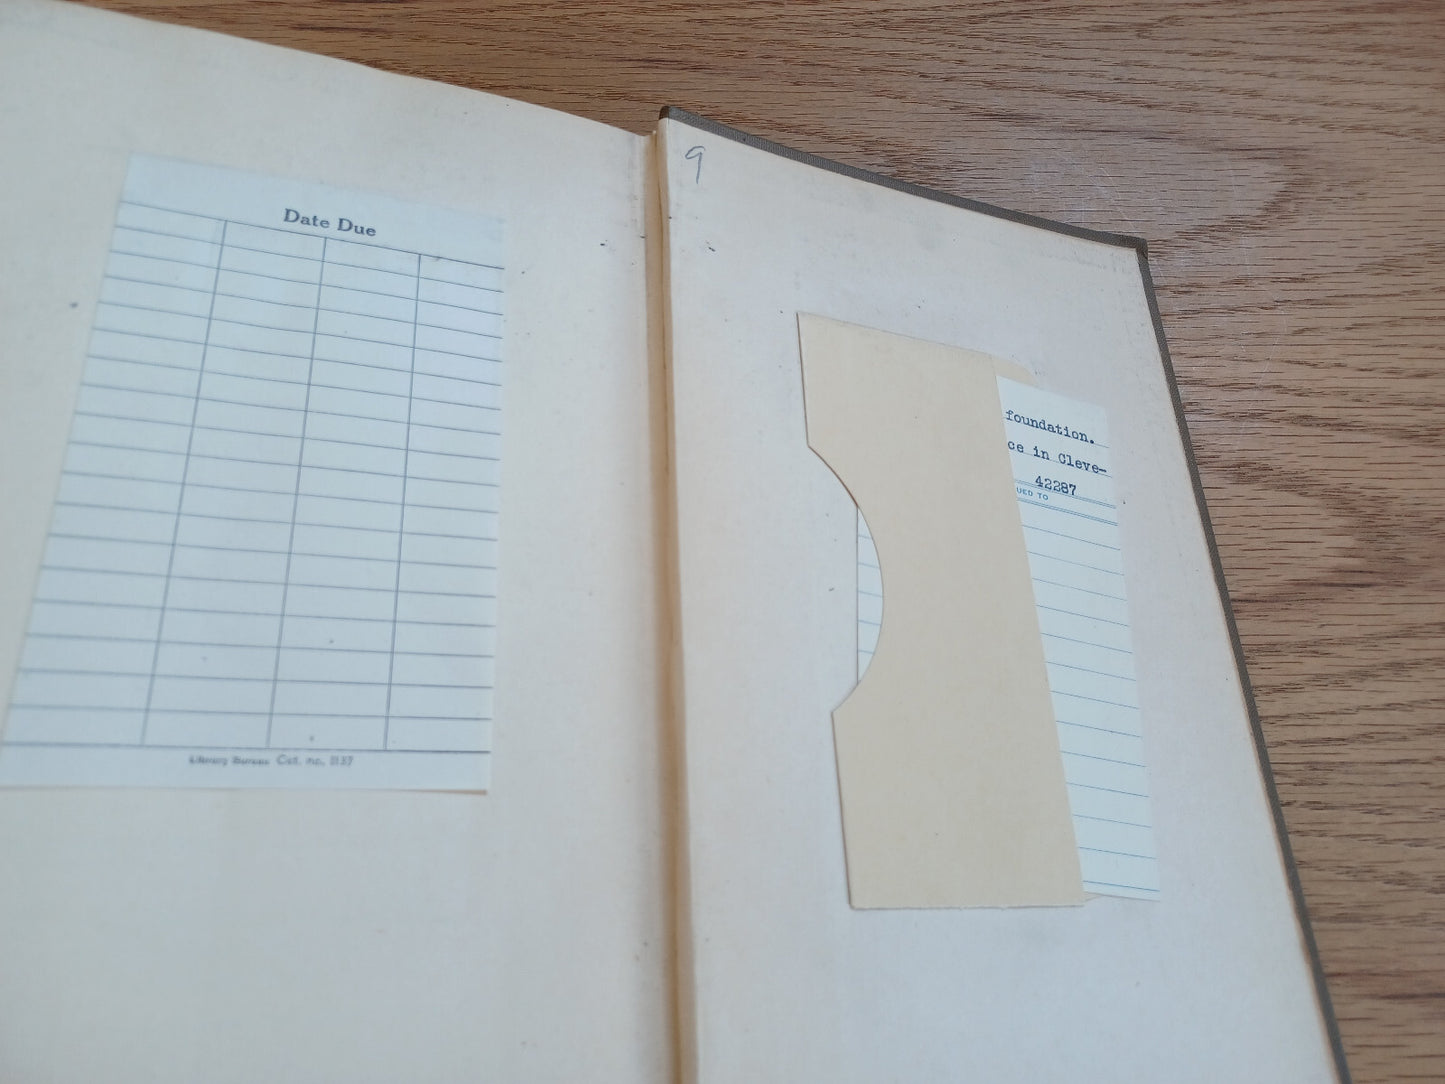 Date Due
Library Bureau Cat. no. 1137
9
foundation.
ce in Cleve-
42287
UED TO